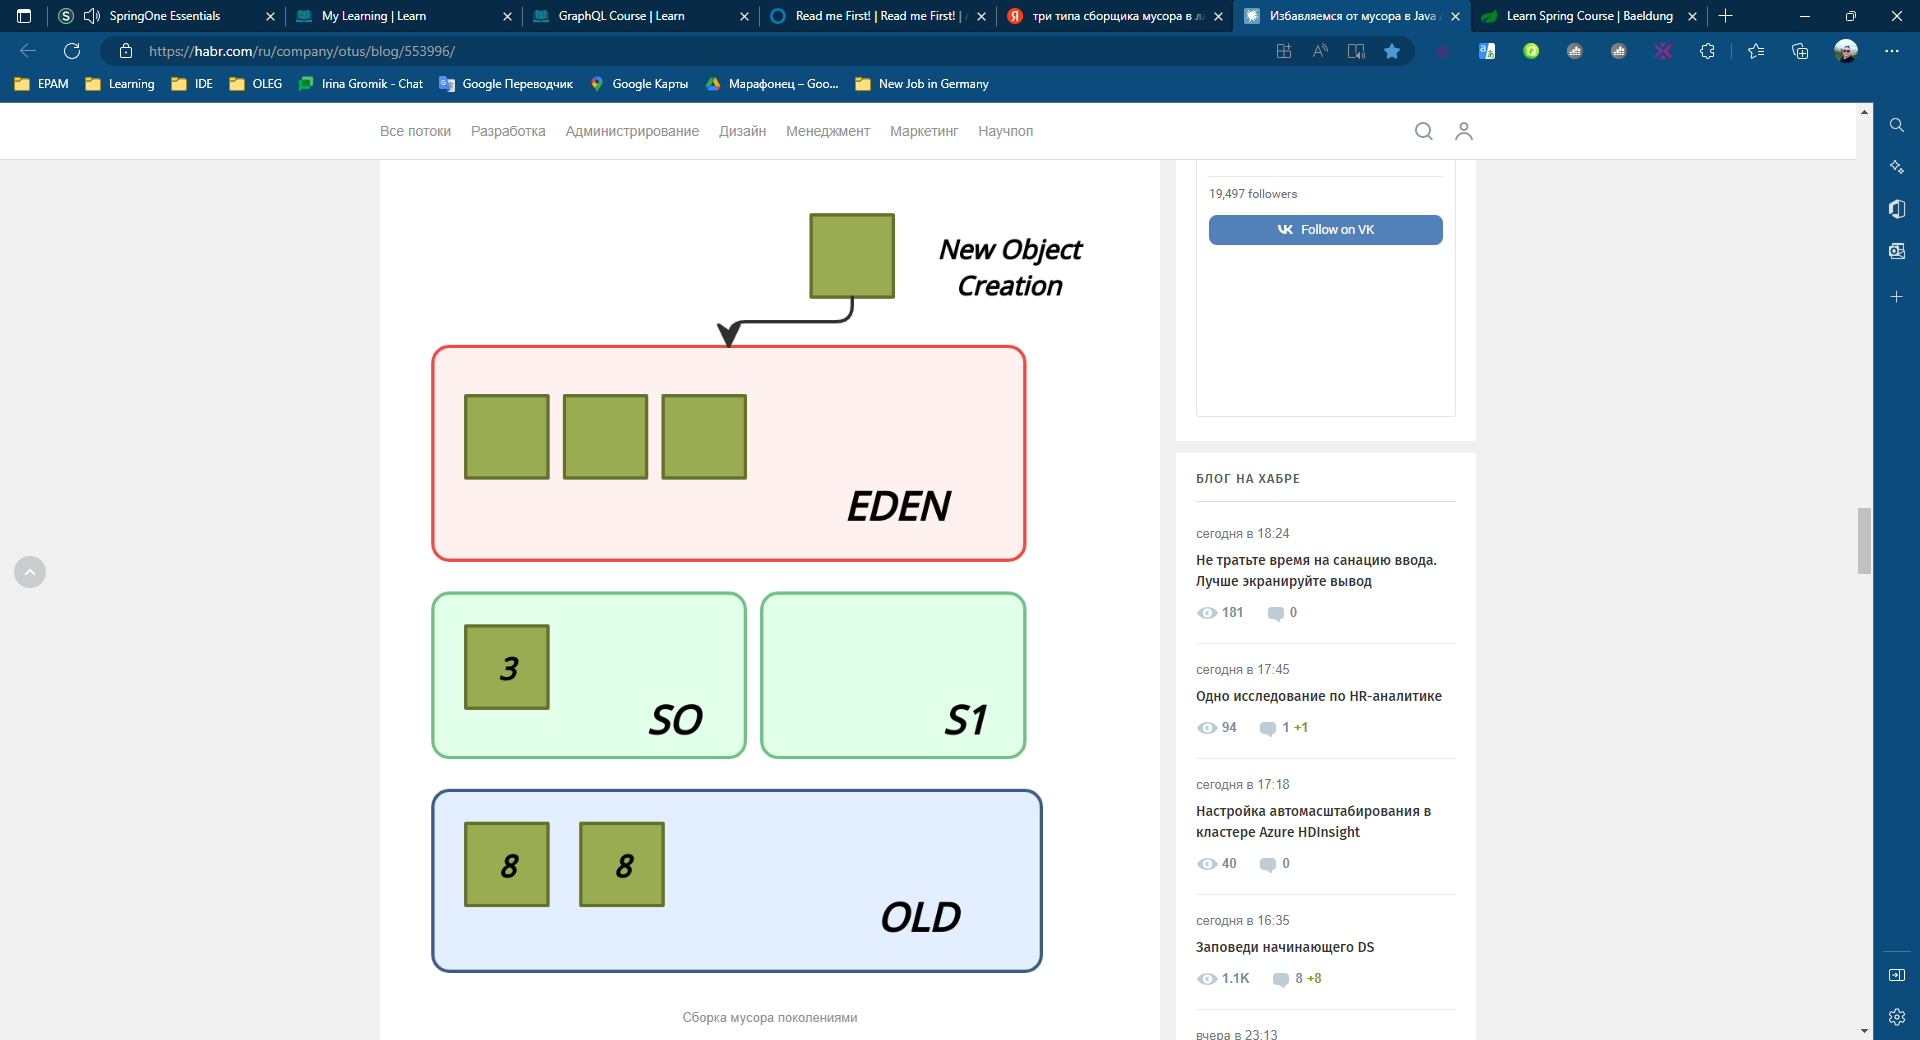 SpringOne Essentials
My Learning | Learn
GraphQL Course | Learn
Read me First! | Read me First! |
три типа сборщика мусора в
Избавляемся от мусора в Java
Learn Spring Course | Baeldung
https://habr.com/ru/company/otus/blog/553996/
EPAM
Learning
IDE
OLEG
Irina Gromik - Chat
Google Переводчик
Google Карты
Марафонец – Goo...
New Job in Germany
Все потоки
Разработка
Администрирование
Дизайн
Менеджмент
Маркетинг
Научпоп
New Object
Creation
EDEN
3
SO
S1
8
8
OLD
Сборка мусора поколениями
19,497 followers
Follow on VK
БЛОГ НА ХАБРЕ
сегодня в 18:24
Не тратьте время на санацию ввода.
Лучше экранируйте вывод
181 0
сегодня в 17:45
Одно исследование по HR-аналитике
94 1 +1
сегодня в 17:18
Настройка автомасштабирования в
кластере Azure HDInsight
40 0
сегодня в 16:35
Заповеди начинающего DS
1.1K 8 +8
вчера в 23:13